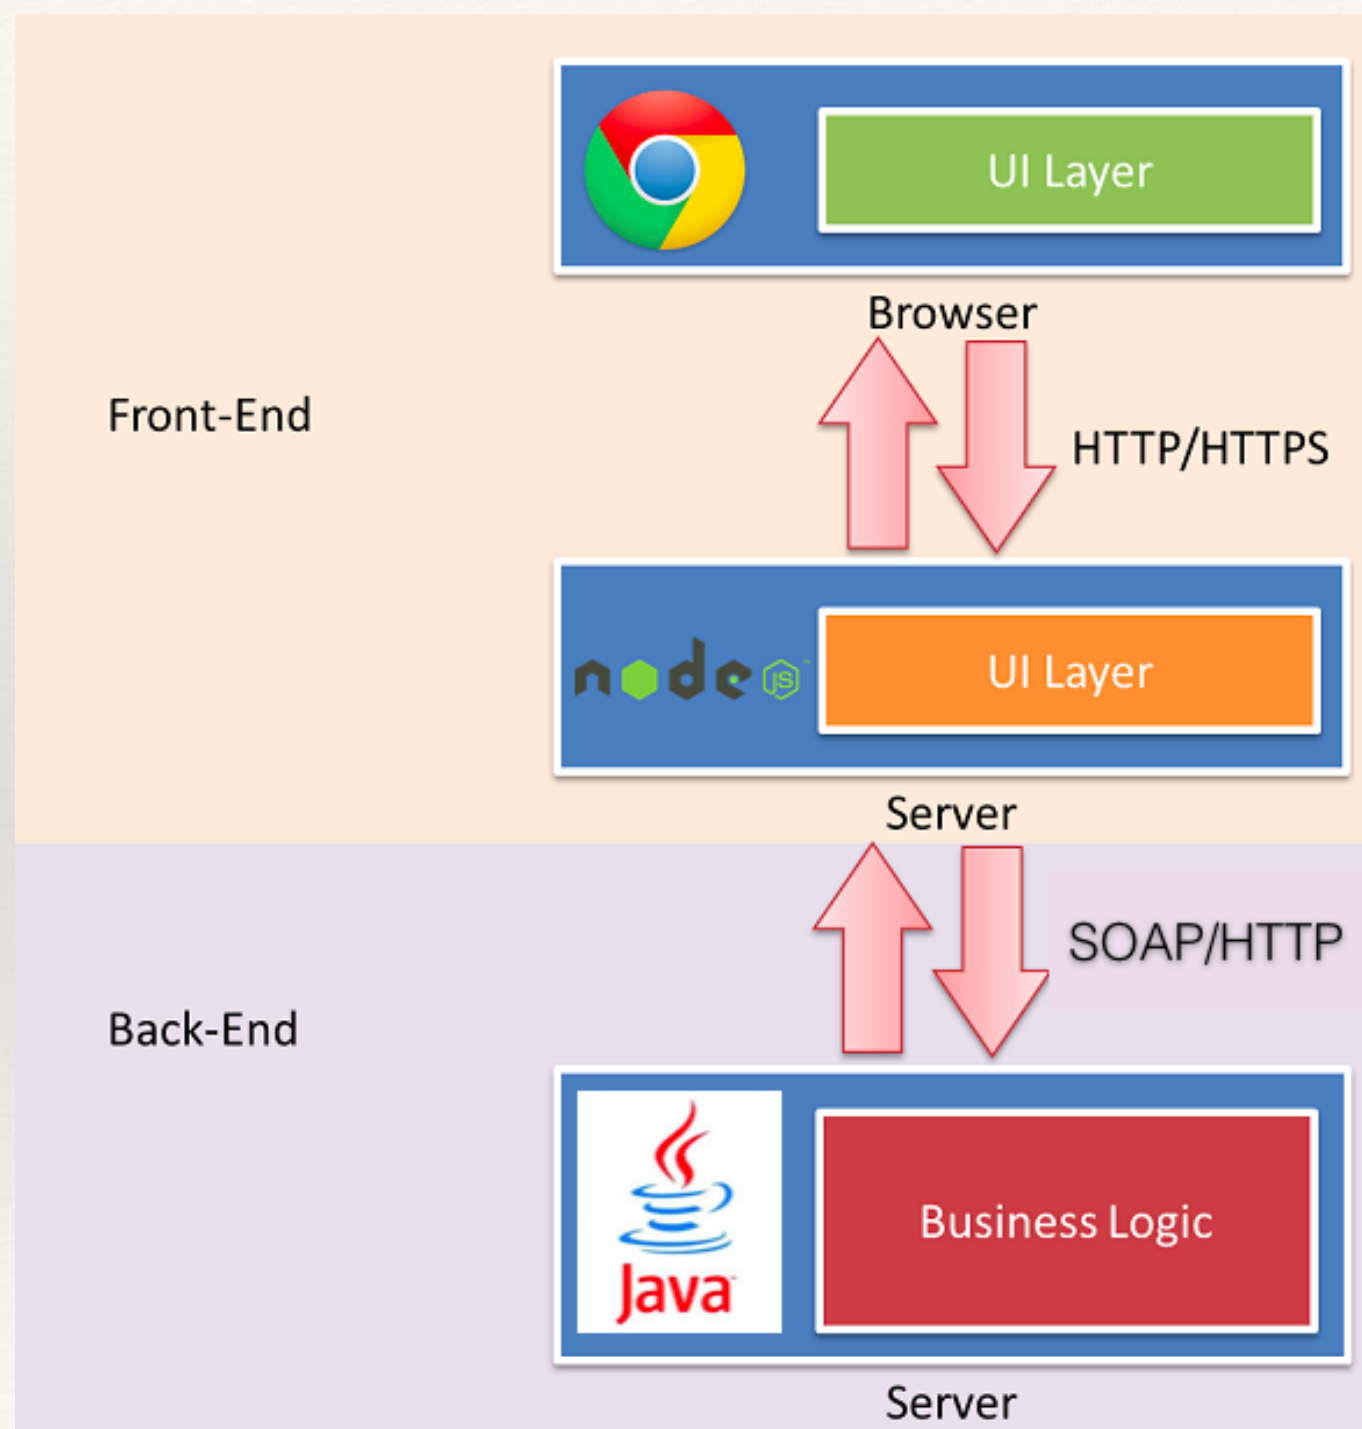 UI Layer
Browser
Front-End
HTTP/HTTPS
node JS
UI Layer
Server
SOAP/HTTP
Back-End
Java
Business Logic
Server